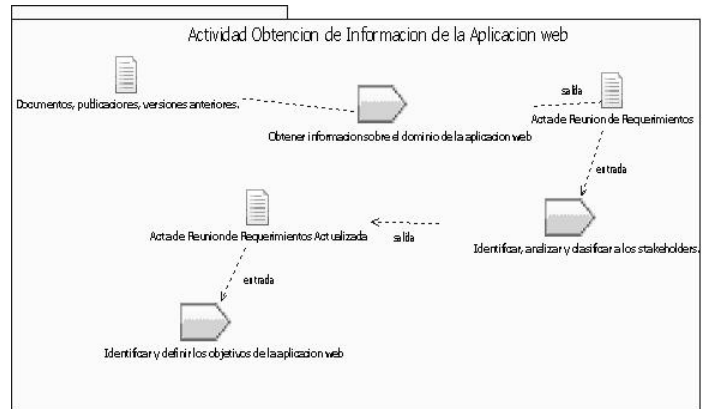 Actividad Obtencion de Informacion de la Aplicacion web
Documentos, publicaciones, versiones anteriores.
Obtener informacion sobre el dominio de la aplicacion web
salida
Acta de Reunion de Requerimientos
entrada
Identificar, analizar y clasificar a los stakeholders.
salida
Acta de Reunion de Requerimientos Actualizada
entrada
Identificar y definir los objetivos de la aplicacion web